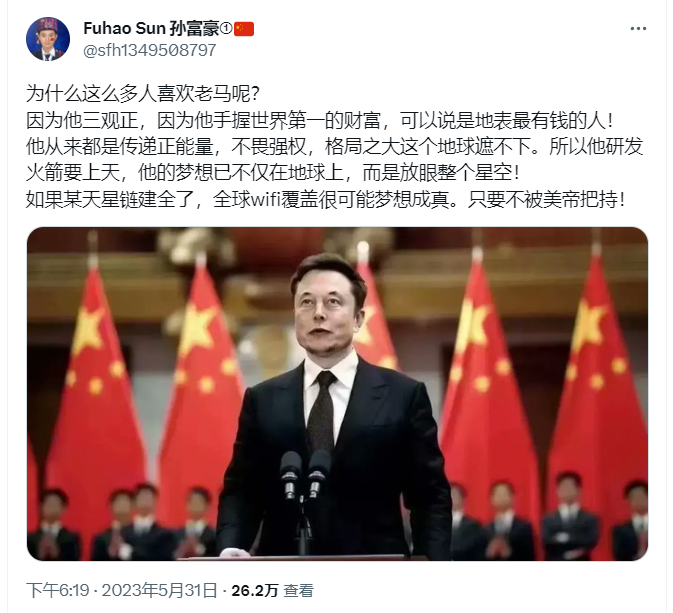 Fuhao Sun 孙富豪①🇨🇳
@sfh1349508797
为什么这么多人喜欢老马呢？
因为他三观正，因为他手握世界第一的财富，可以说是地表最有钱的人！
他从来都是传递正能量，不畏强权，格局之大这个地球遮不下。所以他研发
火箭要上天，他的梦想已不仅在地球上，而是放眼整个星空！
如果某天星链建全了，全球wifi覆盖很可能梦想成真。只要不被美帝把持！
下午6:19 · 2023年5月31日 · 26.2万 查看